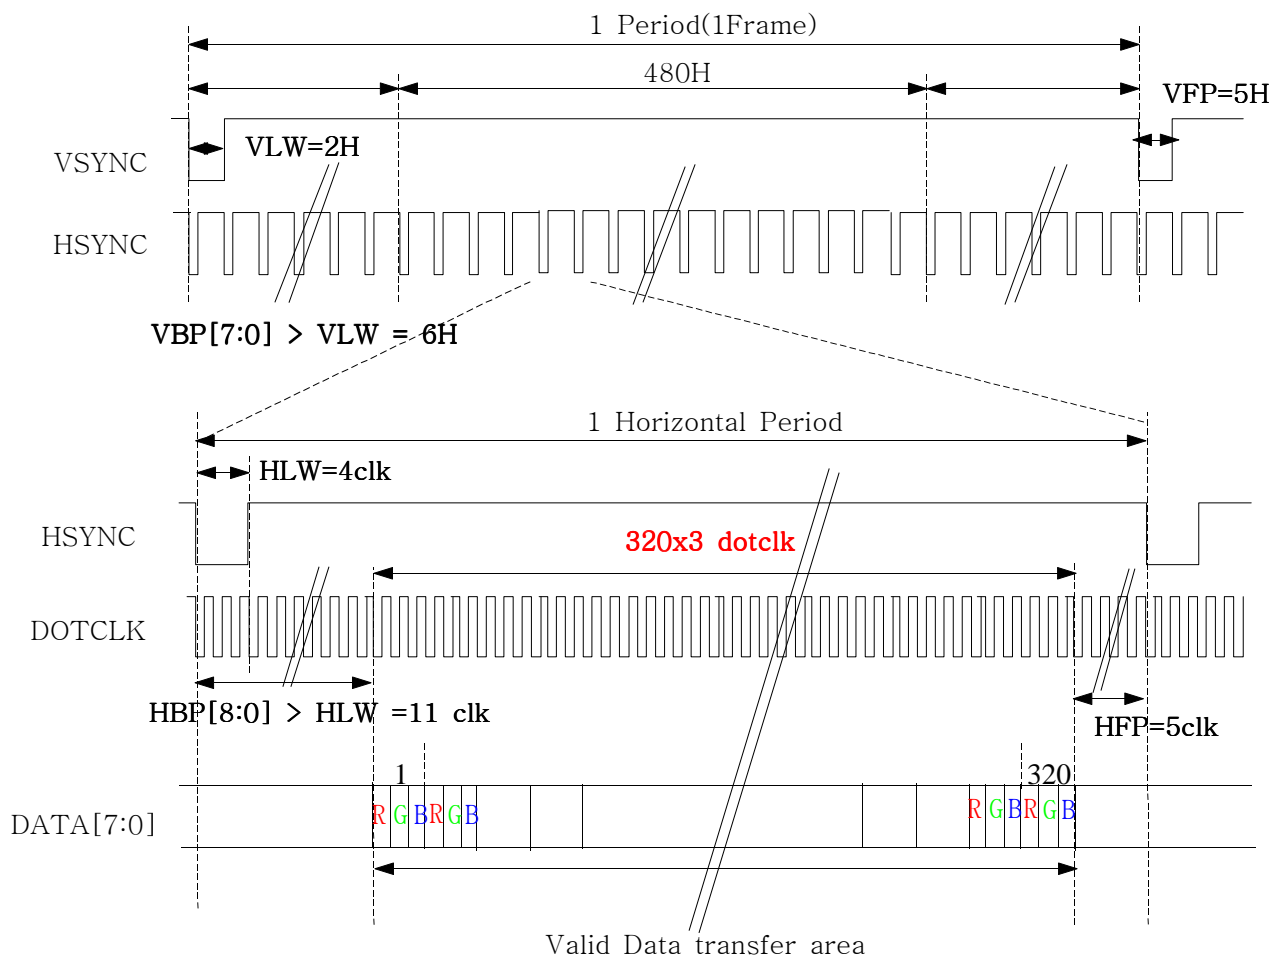 1 Period(1Frame)
480H
VFP=5H
VLW=2H
VSYNC
HSYNC
VBP[7:0] > VLW = 6H
1 Horizontal Period
HLW=4clk
HSYNC
320x3 dotclk
DOTCLK
HBP[8:0] > HLW =11 clk
HFP=5clk
1
320
R G B R G B
R G B R G B
DATA[7:0]
Valid Data transfer area